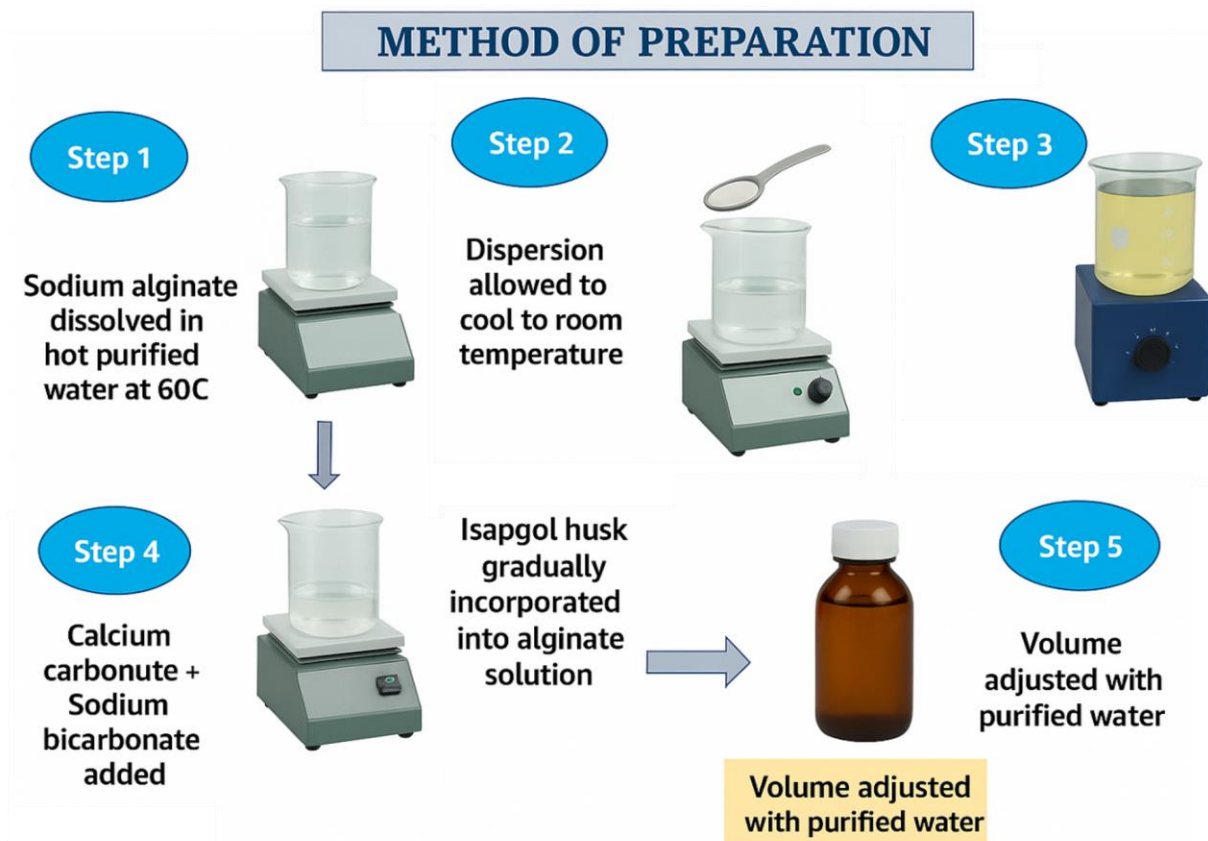 METHOD OF PREPARATION
Step 1
Sodium alginate
dissolved in
hot purified
water at 60C
Step 2
Dispersion
allowed to
cool to room
temperature
Step 3
Step 4
Calcium
carbonute +
Sodium
bicarbonate
added
Isapgol husk
gradually
incorporated
into alginate
solution
Step 5
Volume
adjusted with
purified water
Volume adjusted
with purified water